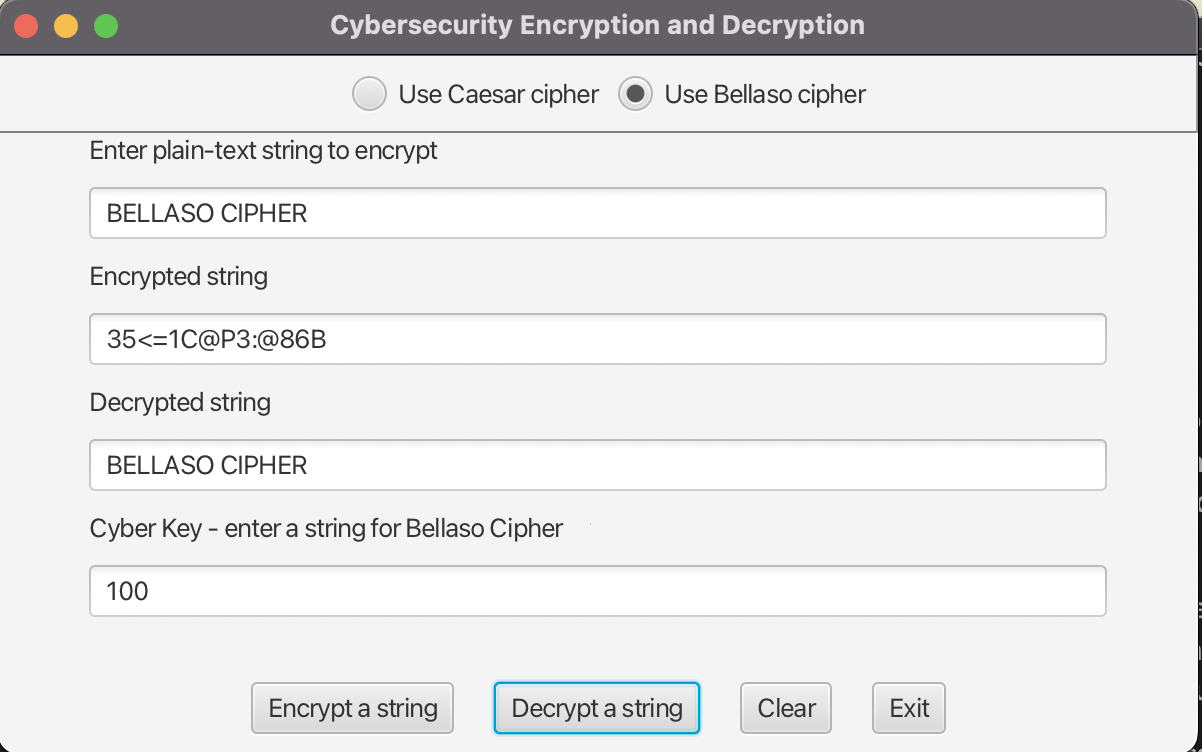 Cybersecurity Encryption and Decryption
Use Caesar cipher Use Bellaso cipher
Enter plain-text string to encrypt
BELLASO CIPHER
Encrypted string
35<=1C@P3:@86B
Decrypted string
BELLASO CIPHER
Cyber Key - enter a string for Bellaso Cipher
100
Encrypt a string Decrypt a string Clear Exit